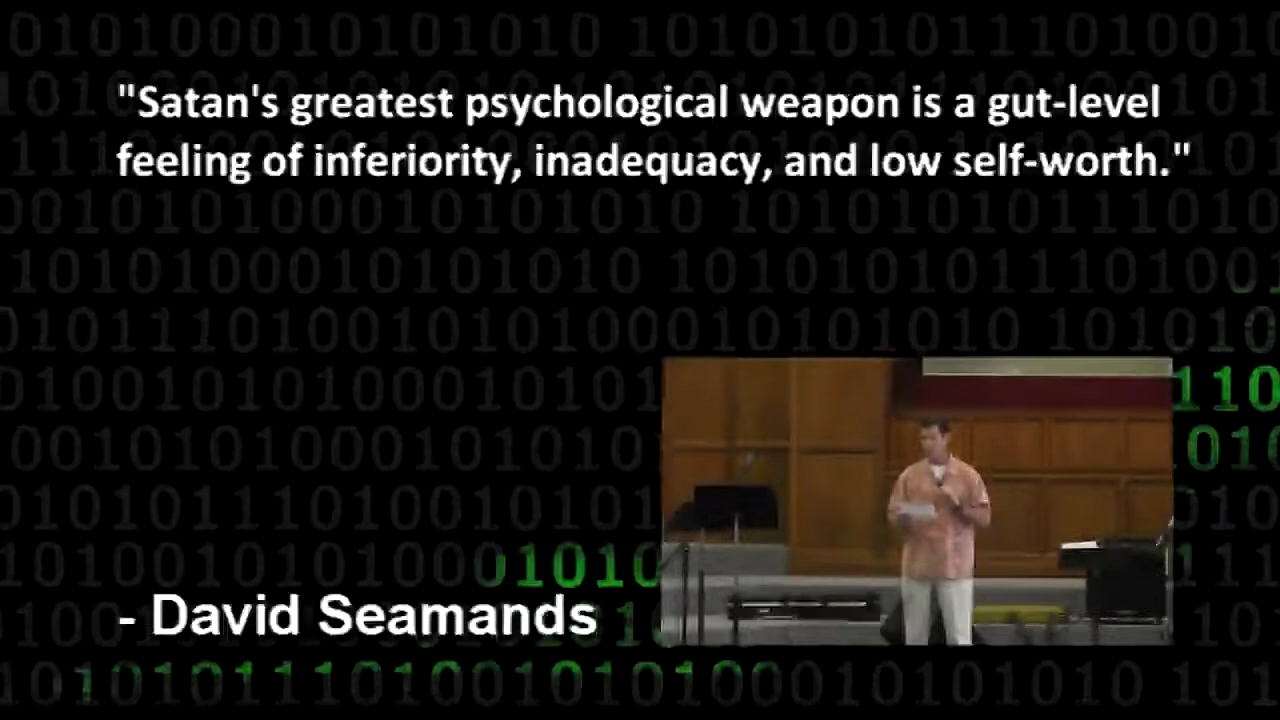 "Satan's greatest psychological weapon is a gut-level
feeling of inferiority, inadequacy, and low self-worth."
- David Seamands